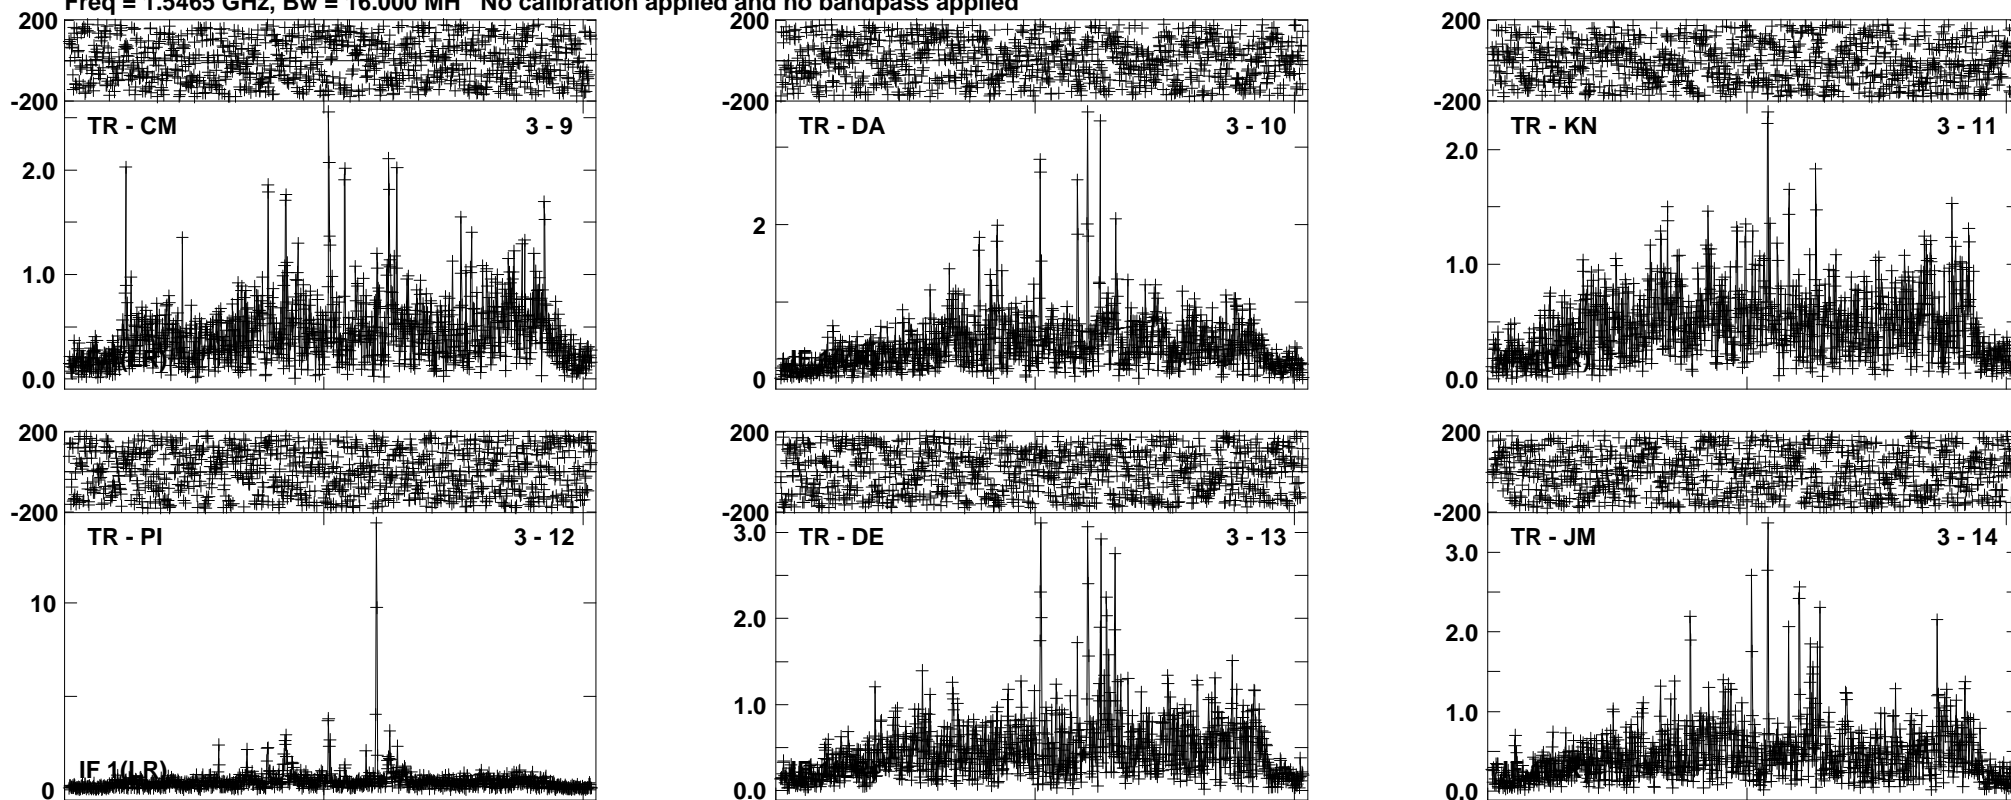 Freq = 1.5465 GHz, Bw = 16.000 MH No calibration applied and no bandpass applied
200
-200
TR - CM
3 - 9
2.0
1.0
0.0
200
-200
TR - DA
3 - 10
2
0
IF
200
-200
TR - KN
3 - 11
2.0
1.0
0.0
200
-200
TR - PI
3 - 12
10
0
IF 1(LR)
200
-200
TR - DE
3 - 13
3.0
2.0
1.0
0.0
200
-200
TR - JM
3 - 14
3.0
2.0
1.0
0.0